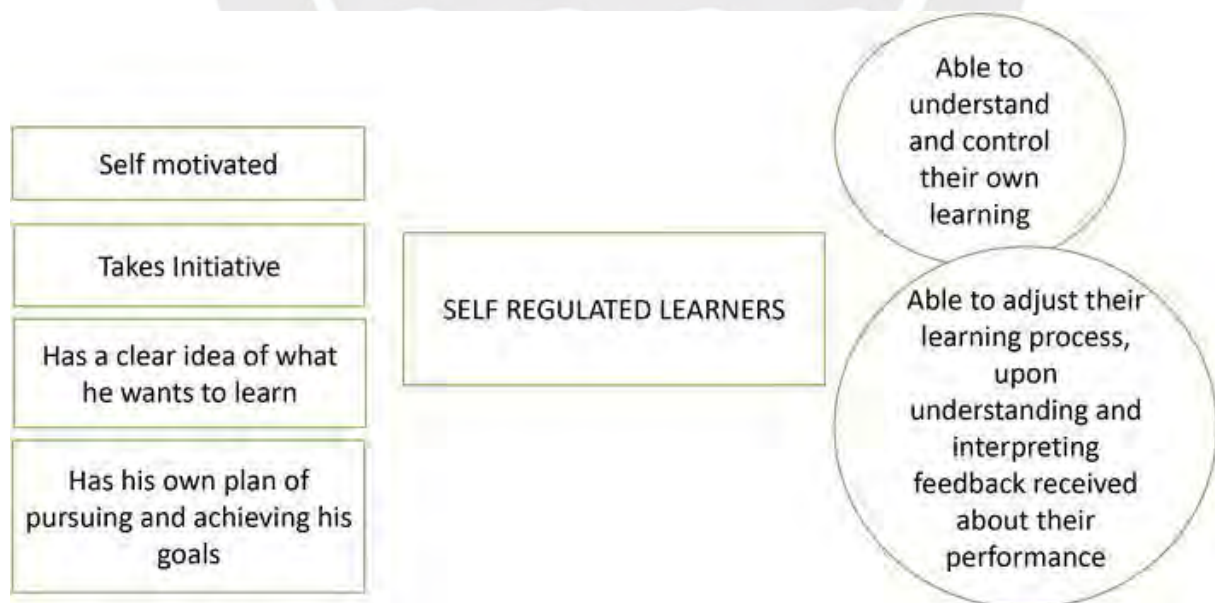 Self motivated
Takes Initiative
Has a clear idea of what
he wants to learn
Has his own plan of
pursuing and achieving his
goals
SELF REGULATED LEARNERS
Able to
understand
and control
their own
learning
Able to adjust their
learning process,
upon
understanding and
interpreting
feedback received
about their
performance